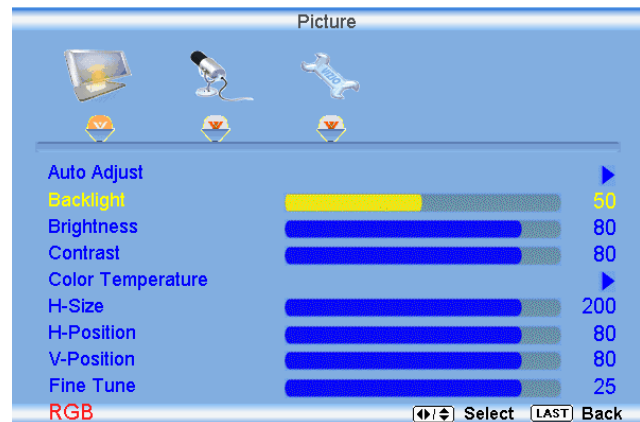 Picture
VIZIO
Auto Adjust
Backlight 50
Brightness 80
Contrast 80
Color Temperature
H-Size 200
H-Position 80
V-Position 80
Fine Tune 25
RGB Select LAST Back